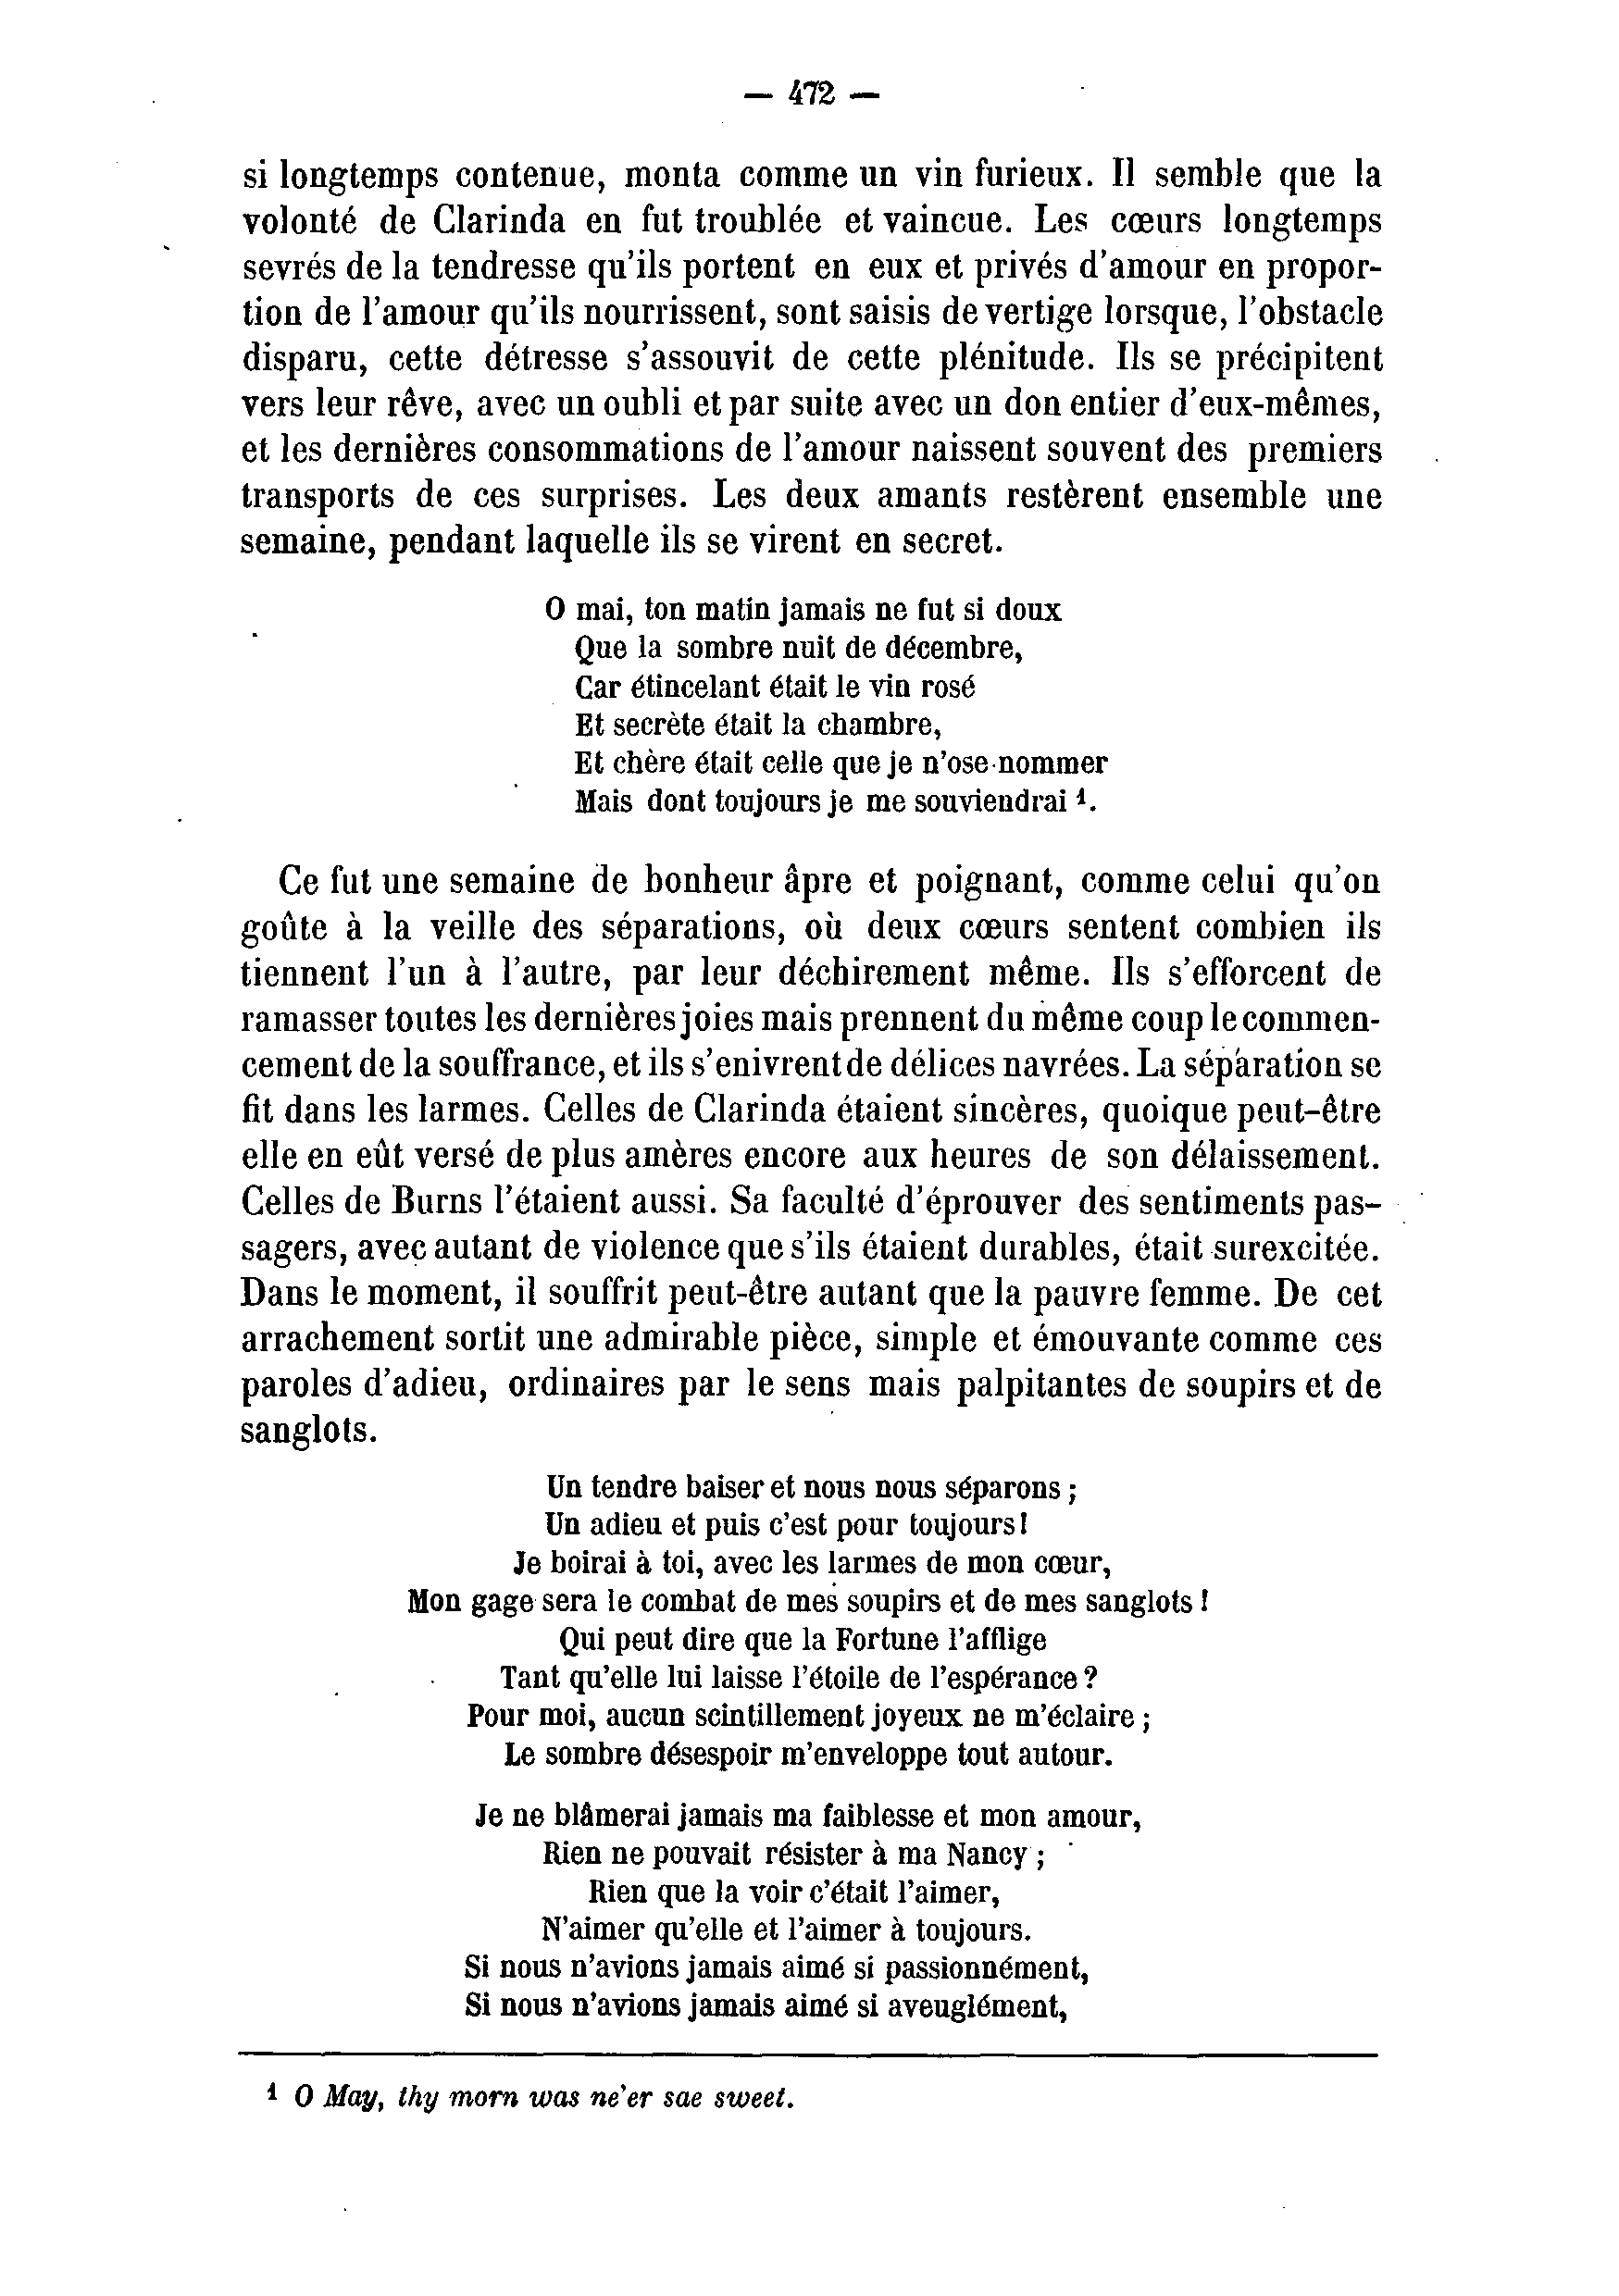 — 472 —
si longtemps contenue, monta comme un vin furieux. Il semble que la
volonté de Clarinda en fut troublée et vaincue. Les cœurs longtemps
sevrés de la tendresse qu'ils portent en eux et privés d'amour en propor-
tion de l'amour qu'ils nourrissent, sont saisis de vertige lorsque, l'obstacle
disparu, cette détresse s'assouvit de cette plénitude. Ils se précipitent
vers leur rêve, avec un oubli et par suite avec un don entier d'eux-mêmes,
et les dernières consommations de l'amour naissent souvent des premiers
transports de ces surprises. Les deux amants restèrent ensemble une
semaine, pendant laquelle ils se virent en secret.
O mai, ton matin jamais ne fut si doux
Que la sombre nuit de décembre,
Car étincelant était le vin rosé
Et secrète était la chambre,
Et chère était celle que je n'ose nommer
Mais dont toujours je me souviendrai ¹.
Ce fut une semaine de bonheur âpre et poignant, comme celui qu'on
goûte à la veille des séparations, où deux cœurs sentent combien ils
tiennent l'un à l'autre, par leur déchirement même. Ils s'efforcent de
ramasser toutes les dernières joies mais prennent du même coup le commen-
cement de la souffrance, et ils s'enivrent de délices navrées. La séparation se
fit dans les larmes. Celles de Clarinda étaient sincères, quoique peut-être
elle en eût versé de plus amères encore aux heures de son délaissement.
Celles de Burns l'étaient aussi. Sa faculté d'éprouver des sentiments pas-
sagers, avec autant de violence que s'ils étaient durables, était surexcitée.
Dans le moment, il souffrit peut-être autant que la pauvre femme. De cet
arrachement sortit une admirable pièce, simple et émouvante comme ces
paroles d'adieu, ordinaires par le sens mais palpitantes de soupirs et de
sanglots.
Un tendre baiser et nous nous séparons ;
Un adieu et puis c'est pour toujours !
Je boirai à toi, avec les larmes de mon cœur,
Mon gage sera le combat de mes soupirs et de mes sanglots !
Qui peut dire que la Fortune l'afflige
Tant qu'elle lui laisse l'étoile de l'espérance ?
Pour moi, aucun scintillement joyeux ne m'éclaire ;
Le sombre désespoir m'enveloppe tout autour.
Je ne blâmerai jamais ma faiblesse et mon amour,
Rien ne pouvait résister à ma Nancy ;
Rien que la voir c'était l'aimer,
N'aimer qu'elle et l'aimer à toujours.
Si nous n'avions jamais aimé si passionnément,
Si nous n'avions jamais aimé si aveuglément,
¹ O May, thy morn was ne'er sae sweet.